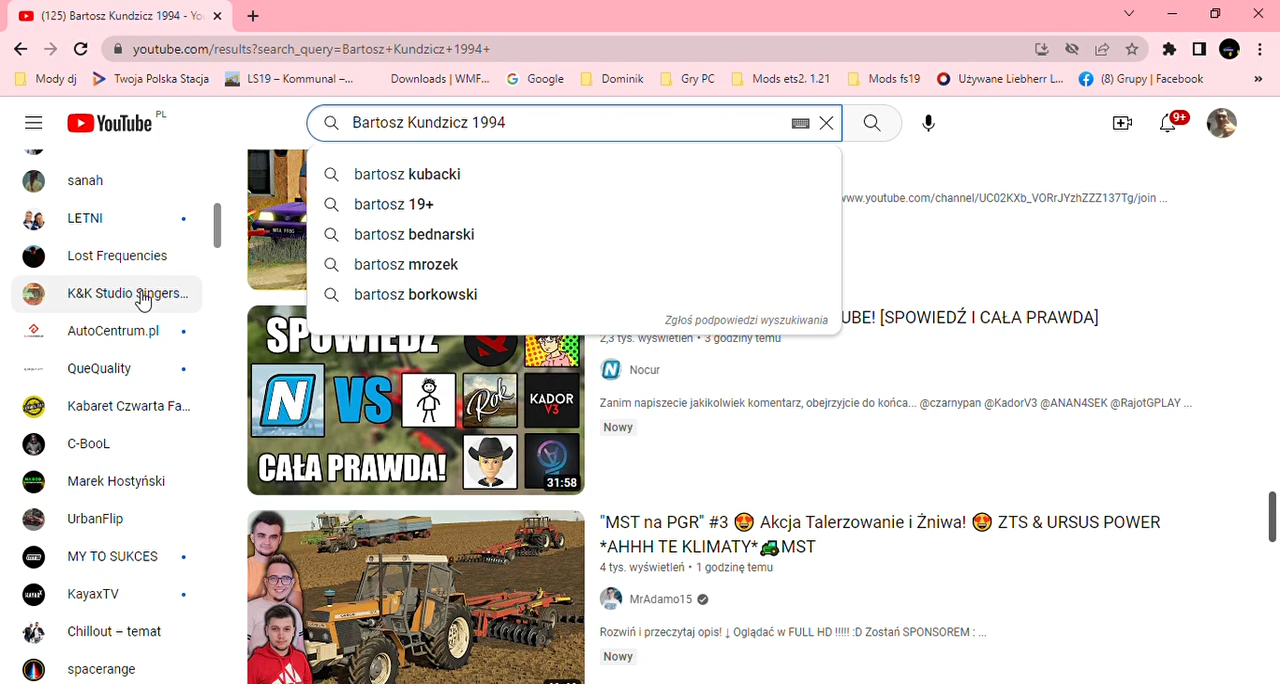 (125) Bartosz Kundzicz 1994 - Yo
youtube.com/results?search_query=Bartosz+Kundzicz+1994+
Mody dj
Twoja Polska Stacja
LS19 – Kommunal –...
Downloads | WMF...
Google
Dominik
Gry PC
Mods ets2. 1.21
Mods fs19
Używane Liebherr L...
(8) Grupy | Facebook
»
YouTube PL
Bartosz Kundzicz 1994
9+
bartosz kubacki
bartosz 19+
bartosz bednarski
bartosz mrozek
bartosz borkowski
Zgłoś podpowiedzi wyszukiwania
sanah
LETNI
Lost Frequencies
K&K Studio Singers...
AutoCentrum.pl
QueQuality
Kabaret Czwarta Fa...
C-BooL
Marek Hostyński
UrbanFlip
MY TO SUKCES
KayaxTV
Chillout – temat
spacerange
www.youtube.com/channel/UC02KXb_VORrJYzhZZZ137Tg/join ...
SPOWIEDŹ
N VS
Rok
KADOR
V3
CAŁA PRAWDA!
31:58
UBE! [SPOWIEDŹ I CAŁA PRAWDA]
2,3 tys. wyświetleń • 3 godziny temu
Nocur
Zanim napiszecie jakikolwiek komentarz, obejrzyjcie do końca... @czarnypan @KadorV3 @ANAN4SEK @RajotGPLAY ...
Nowy
"MST na PGR" #3 🤩 Akcja Talerzowanie i Żniwa! 🤩 ZTS & URSUS POWER
*AHHH TE KLIMATY*🚜MST
4 tys. wyświetleń • 1 godzinę temu
MrAdamo15
Rozwiń i przeczytaj opis! ↓ Oglądać w FULL HD !!!!! :D Zostań SPONSOREM : ...
Nowy